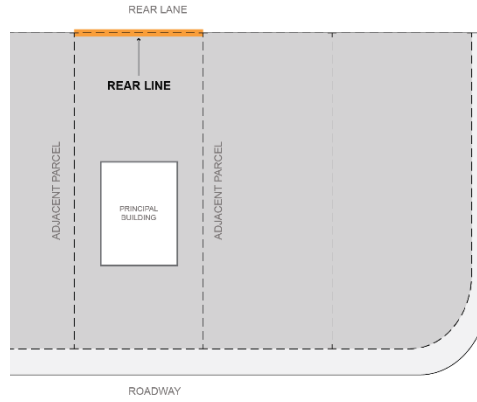 REAR LANE
REAR LINE
ADJACENT PARCEL
ADJACENT PARCEL
PRINCIPAL
BUILDING
ROADWAY